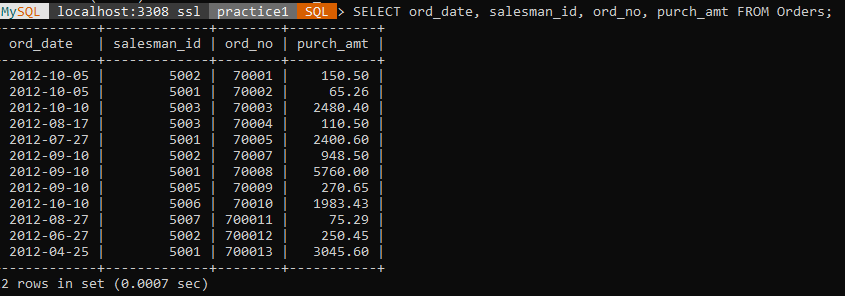 MySQL localhost:3308 ssl practice1 SQL > SELECT ord_date, salesman_id, ord_no, purch_amt FROM Orders;
-----------+-------------+--------+-----------+
ord_date | salesman_id | ord_no | purch_amt |
-----------+-------------+--------+-----------+
2012-10-05 | 5002 | 70001 | 150.50 |
2012-10-05 | 5001 | 70002 | 65.26 |
2012-10-10 | 5003 | 70003 | 2480.40 |
2012-08-17 | 5003 | 70004 | 110.50 |
2012-07-27 | 5001 | 70005 | 2400.60 |
2012-09-10 | 5002 | 70007 | 948.50 |
2012-09-10 | 5001 | 70008 | 5760.00 |
2012-09-10 | 5005 | 70009 | 270.65 |
2012-10-10 | 5006 | 70010 | 1983.43 |
2012-08-27 | 5007 | 700011 | 75.29 |
2012-06-27 | 5002 | 700012 | 250.45 |
2012-04-25 | 5001 | 700013 | 3045.60 |
-----------+-------------+--------+-----------+
2 rows in set (0.0007 sec)